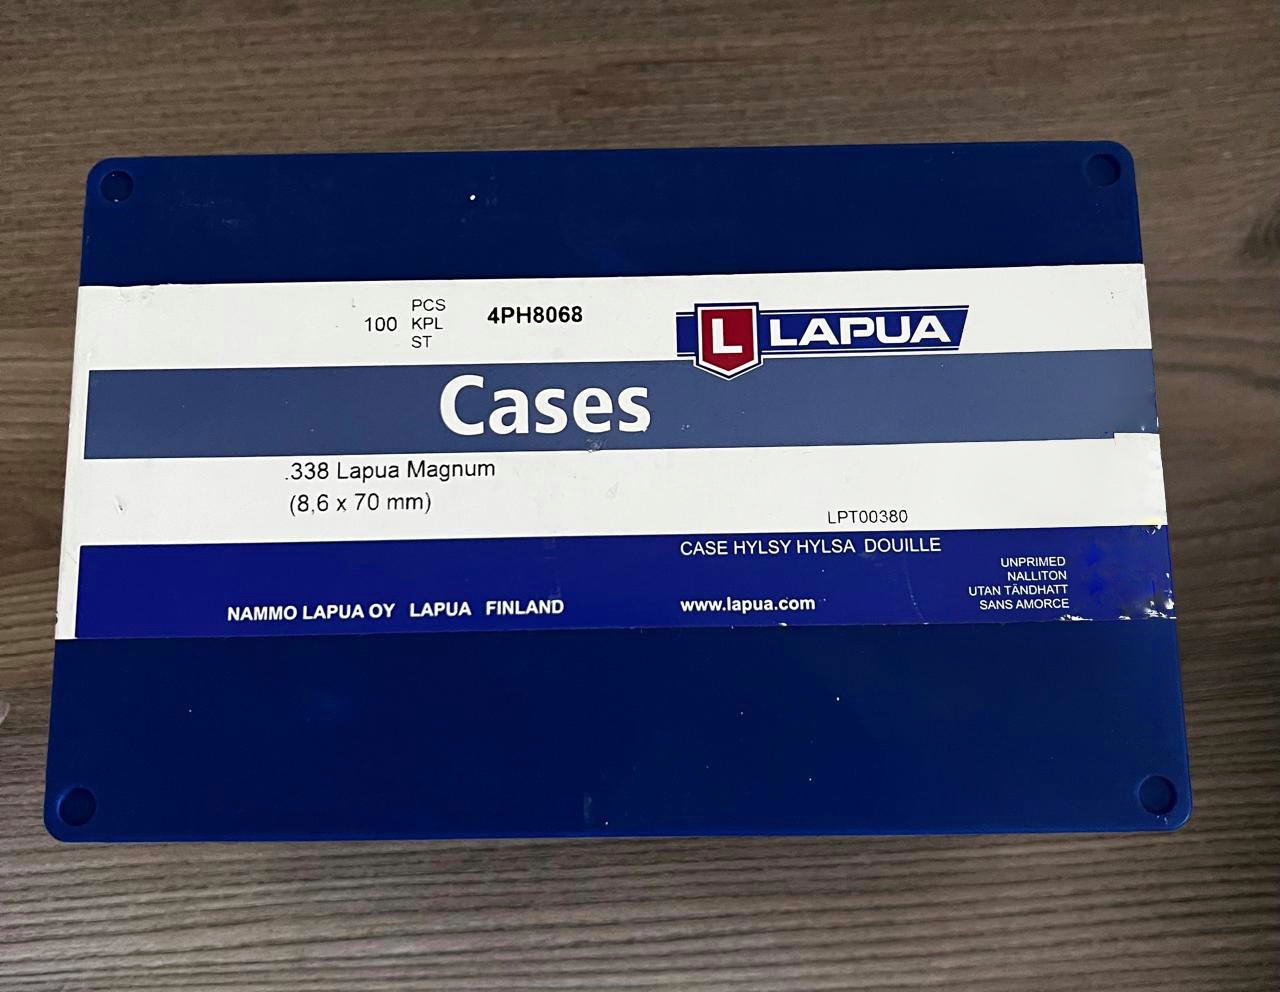 100 PCS
KPL
ST
4PH8068
L LAPUA
Cases
.338 Lapua Magnum
(8,6 x 70 mm)
LPT00380
CASE HYLSY HYLSA DOUILLE
UNPRIMED
NALLITON
UTAN TÄNDHATT
SANS AMORCE
NAMMO LAPUA OY LAPUA FINLAND
www.lapua.com